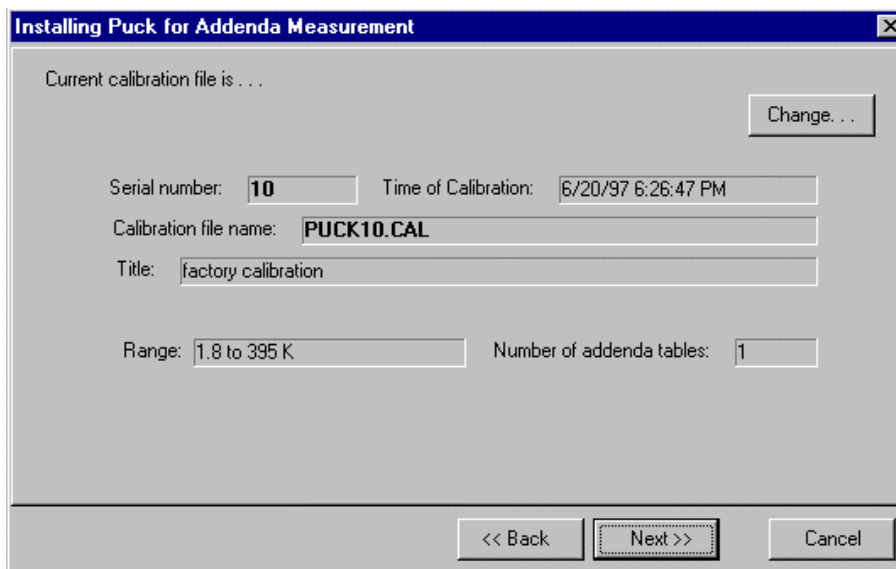 Installing Puck for Addenda Measurement
Current calibration file is . . .
Change. . .
Serial number: 10 Time of Calibration: 6/20/97 6:26:47 PM
Calibration file name: PUCK10.CAL
Title: factory calibration
Range: 1.8 to 395 K Number of addenda tables: 1
<< Back Next >> Cancel